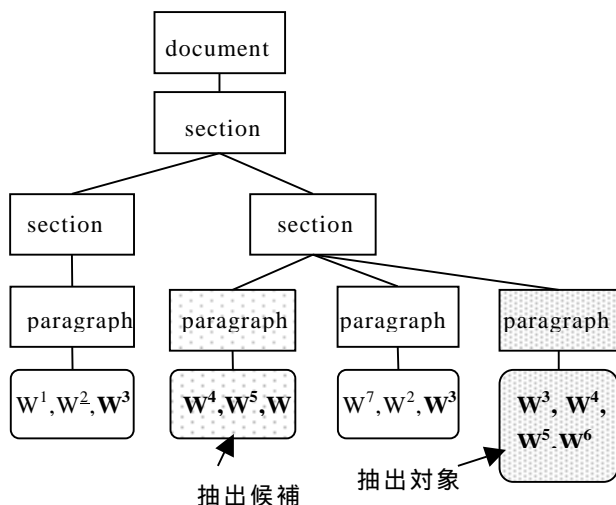 document
section
section section
paragraph paragraph paragraph paragraph
W¹,W²,W³ W⁴,W⁵,W W⁷,W²,W³ W³, W⁴,
W⁵,W⁶
抽出候補 抽出対象